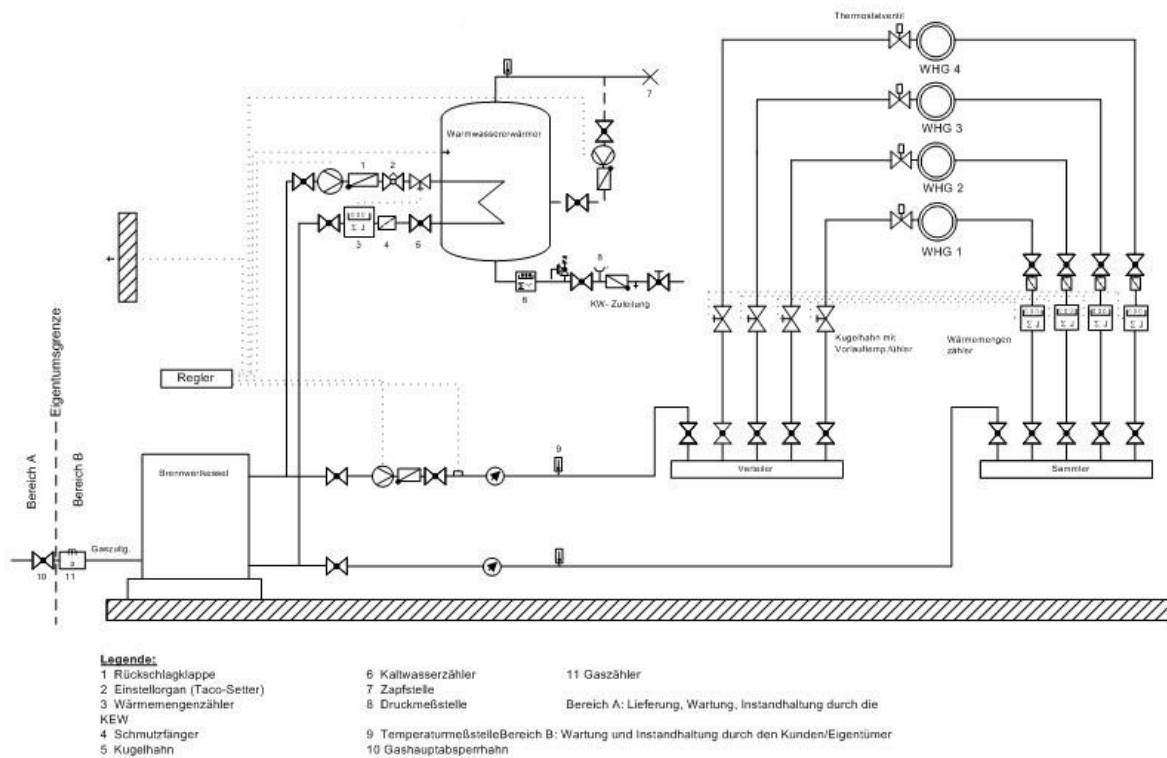 Thermostatventil
WHG 4
7
Warmwassererwärmer
WHG 3
1
2
WHG 2
3
4
5
WHG 1
8
6
KW- Zuleitung
Kugelhahn mit
Vorlauftemp.fühler
Wärmemengen
zähler
Regler
Eigentumsgrenze
Bereich A
Bereich B
9
Brennwertkessel
Verteiler
Sammler
Gaszultg.
10
11
Legende:
1 Rückschlagklappe
6 Kaltwasserzähler
11 Gaszähler
2 Einstellorgan (Taco-Setter)
7 Zapfstelle
3 Wärmemengenzähler
8 Druckmeßstelle
Bereich A: Lieferung, Wartung, Instandhaltung durch die
KEW
4 Schmutzfänger
9 TemperaturmeßstelleBereich B: Wartung und Instandhaltung durch den Kunden/Eigentümer
5 Kugelhahn
10 Gashauptabsperrhahn